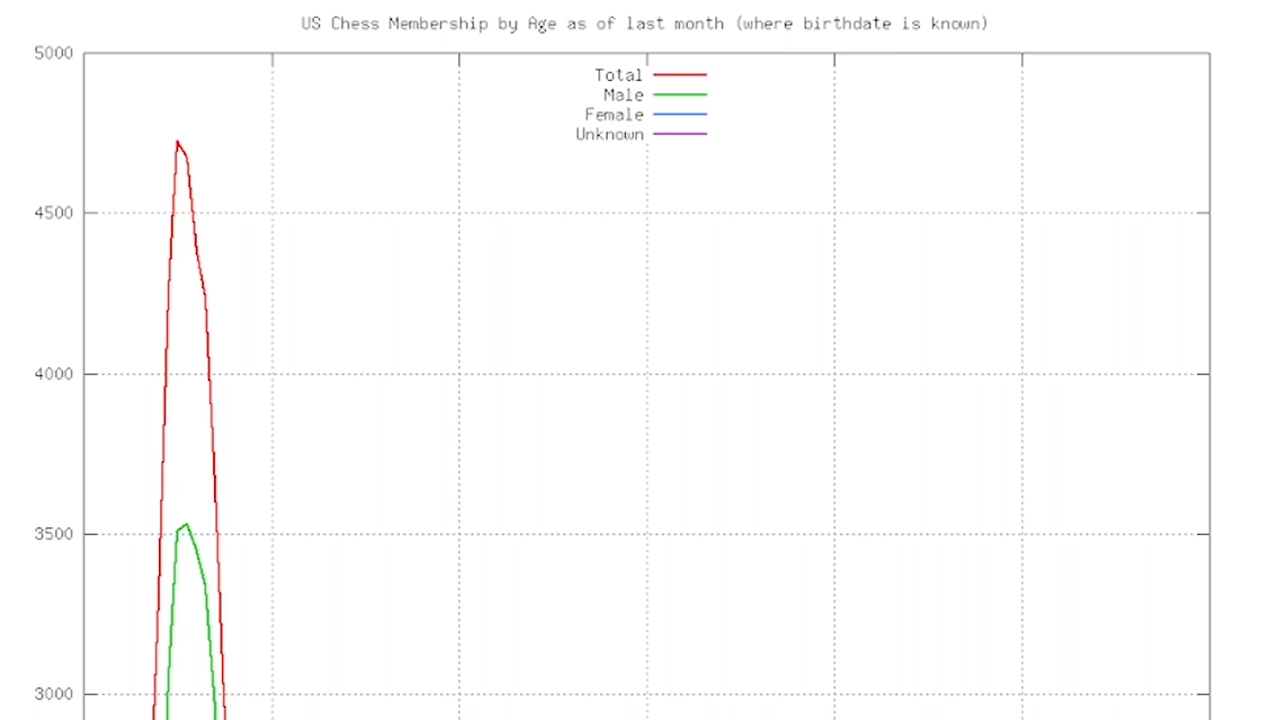 US Chess Membership by Age as of last month (where birthdate is known)
5000
Total
Male
Female
Unknown
4500
4000
3500
3000